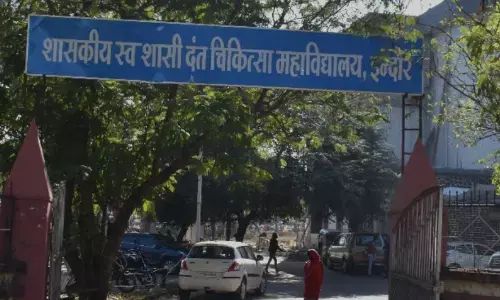 शासकीय स्व शासी दंत चिकित्सा महाविद्यालय, इन्दौर